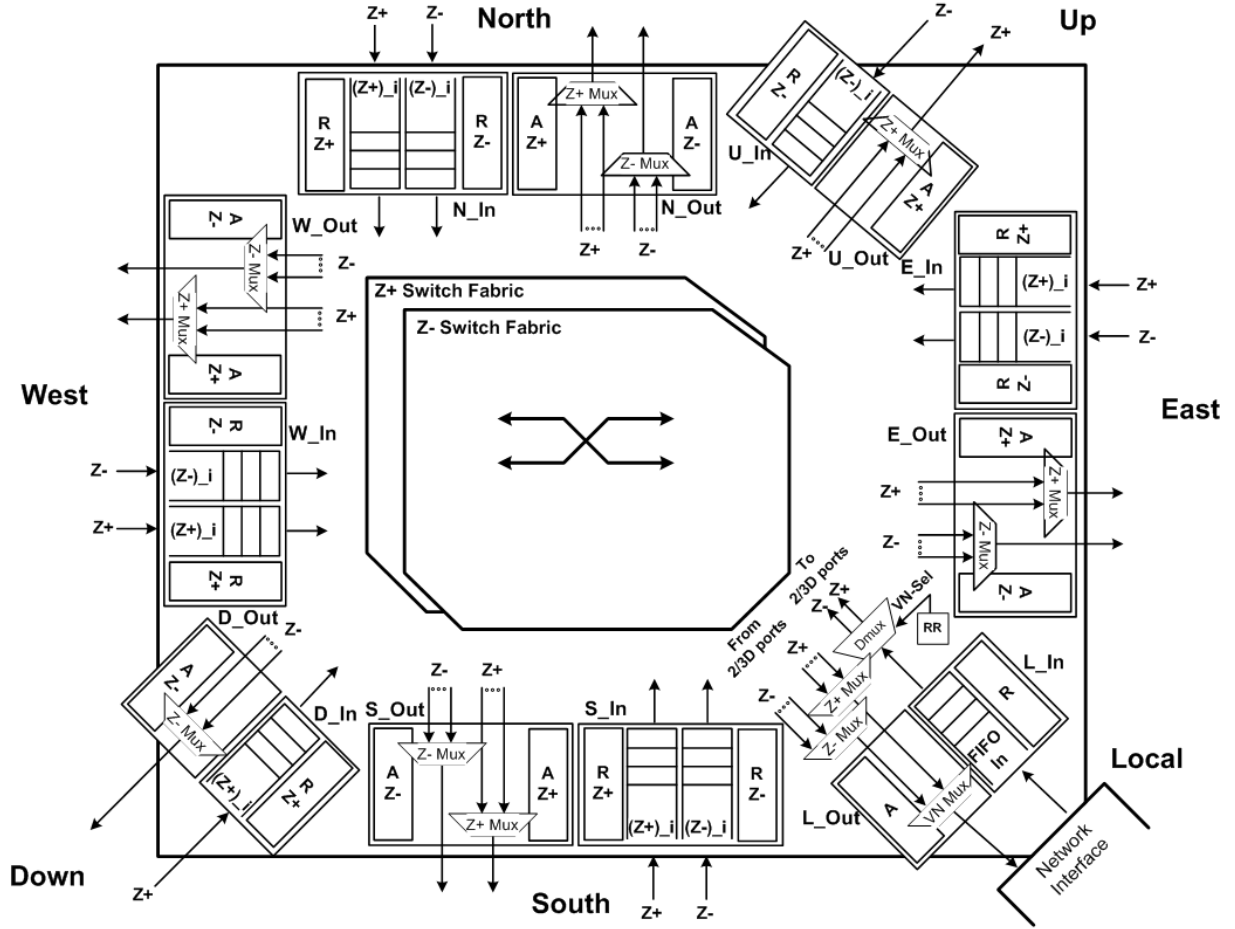 North
Z+ Z-
R Z+
(Z+)_i (Z-)_i
R Z-
N_In
A Z+
Z+ Mux
Z- Mux
A Z-
N_Out
Z+ Z-
Up
Z-
Z+
R Z-
(Z-)_i
U_In
Z+ Mux
A Z+
Z+
U_Out
West
A Z-
W_Out
Z- Mux
Z-
Z+ Mux
Z+
A Z+
R Z-
W_In
Z-
(Z-)_i
Z+
(Z+)_i
R Z+
Z+ Switch Fabric
Z- Switch Fabric
E_In
R Z+
(Z+)_i
Z+
(Z-)_i
Z-
R Z-
East
E_Out
A Z+
Z+
Z+ Mux
Z-
Z- Mux
A Z-
Down
D_Out
Z-
A Z-
Z- Mux
D_In
(Z+)_i
R Z+
Z+
South
Z- Z+
S_Out
A Z-
Z- Mux
Z+ Mux
A Z+
S_In
R Z+
(Z+)_i (Z-)_i
R Z-
Z+ Z-
To
2/3D ports
Z+
Z-
VN-Sel
RR
Dmux
From
2/3D ports
Z+
Z+ Mux
Z-
Z- Mux
L_In
R
FIFO
In
Local
A
VN Mux
L_Out
Network
Interface